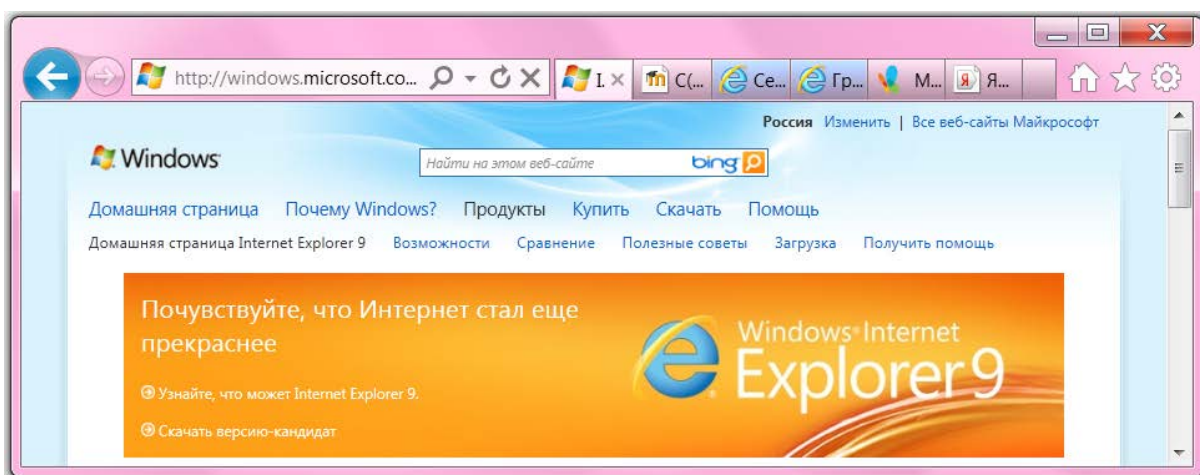 http://windows.microsoft.co... I. С(... Се... Гр... М... Я...
Россия Изменить | Все веб-сайты Майкрософт
Windows Найти на этом веб-сайте bing
Домашняя страница Почему Windows? Продукты Купить Скачать Помощь
Домашняя страница Internet Explorer 9 Возможности Сравнение Полезные советы Загрузка Получить помощь
Почувствуйте, что Интернет стал еще
прекраснее
Узнайте, что может Internet Explorer 9.
Скачать версию-кандидат
Windows Internet
Explorer 9